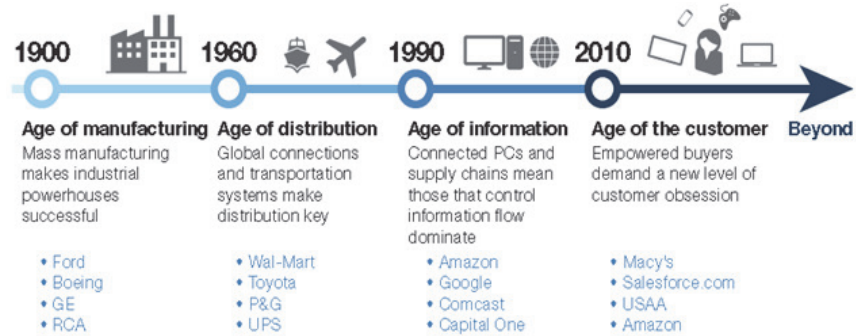 1900
1960
1990
2010
Age of manufacturing
Mass manufacturing
makes industrial
powerhouses
successful
• Ford
• Boeing
• GE
• RCA
Age of distribution
Global connections
and transportation
systems make
distribution key
• Wal-Mart
• Toyota
• P&G
• UPS
Age of information
Connected PCs and
supply chains mean
those that control
information flow
dominate
• Amazon
• Google
• Comcast
• Capital One
Age of the customer
Empowered buyers
demand a new level of
customer obsession
• Macy's
• Salesforce.com
• USAA
• Amazon
Beyond